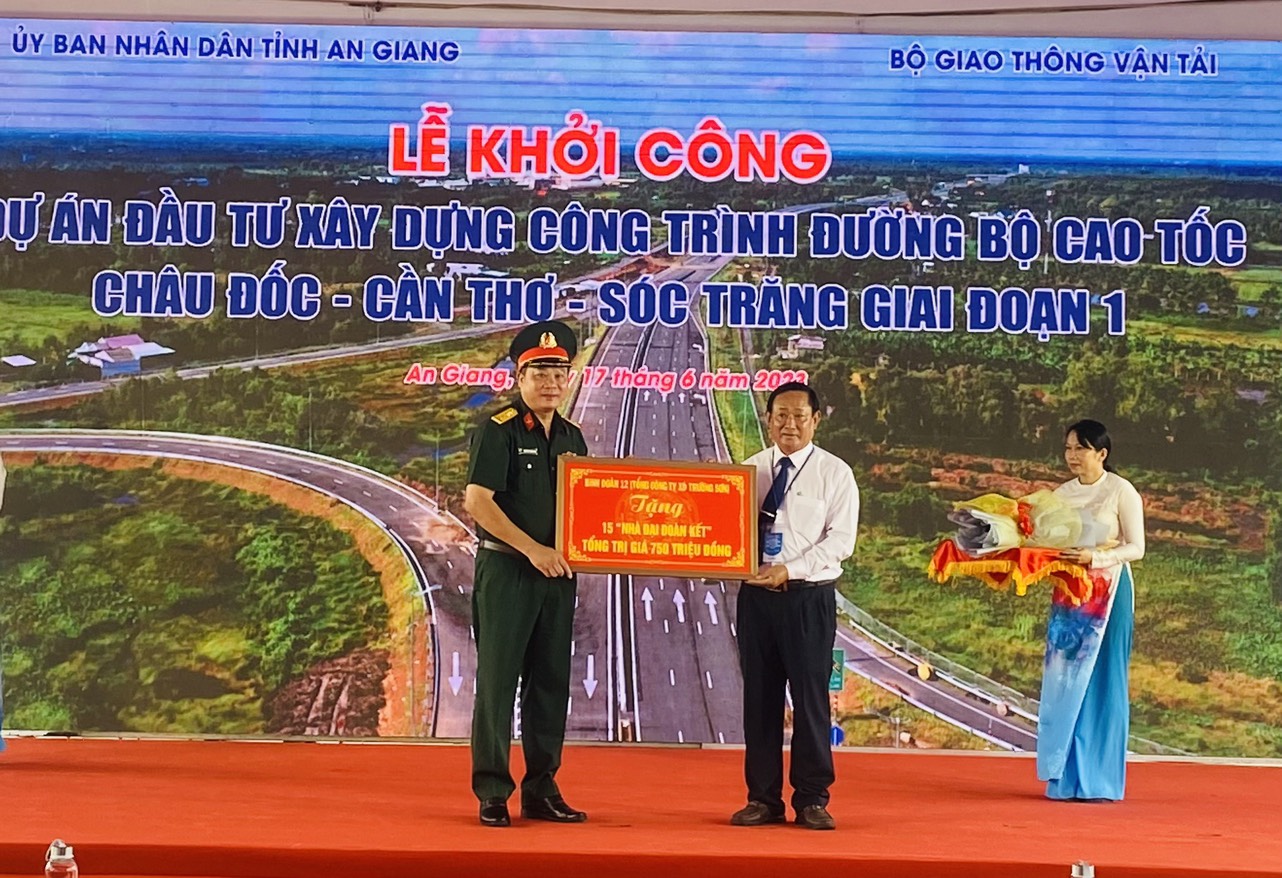 ỦY BAN NHÂN DÂN TỈNH AN GIANG
BỘ GIAO THÔNG VẬN TẢI
LỄ KHỞI CÔNG
DỰ ÁN ĐẦU TƯ XÂY DỰNG CÔNG TRÌNH ĐƯỜNG BỘ CAO TỐC
CHÂU ĐỐC - CẦN THƠ - SÓC TRĂNG GIAI ĐOẠN 1
An Giang, 17 tháng 6 năm 2023
BINH ĐOÀN 12 (TỔNG CÔNG TY XD TRƯỜNG SƠN)
Tặng
15 "NHÀ ĐẠI ĐOÀN KẾT"
TỔNG TRỊ GIÁ 750 TRIỆU ĐỒNG